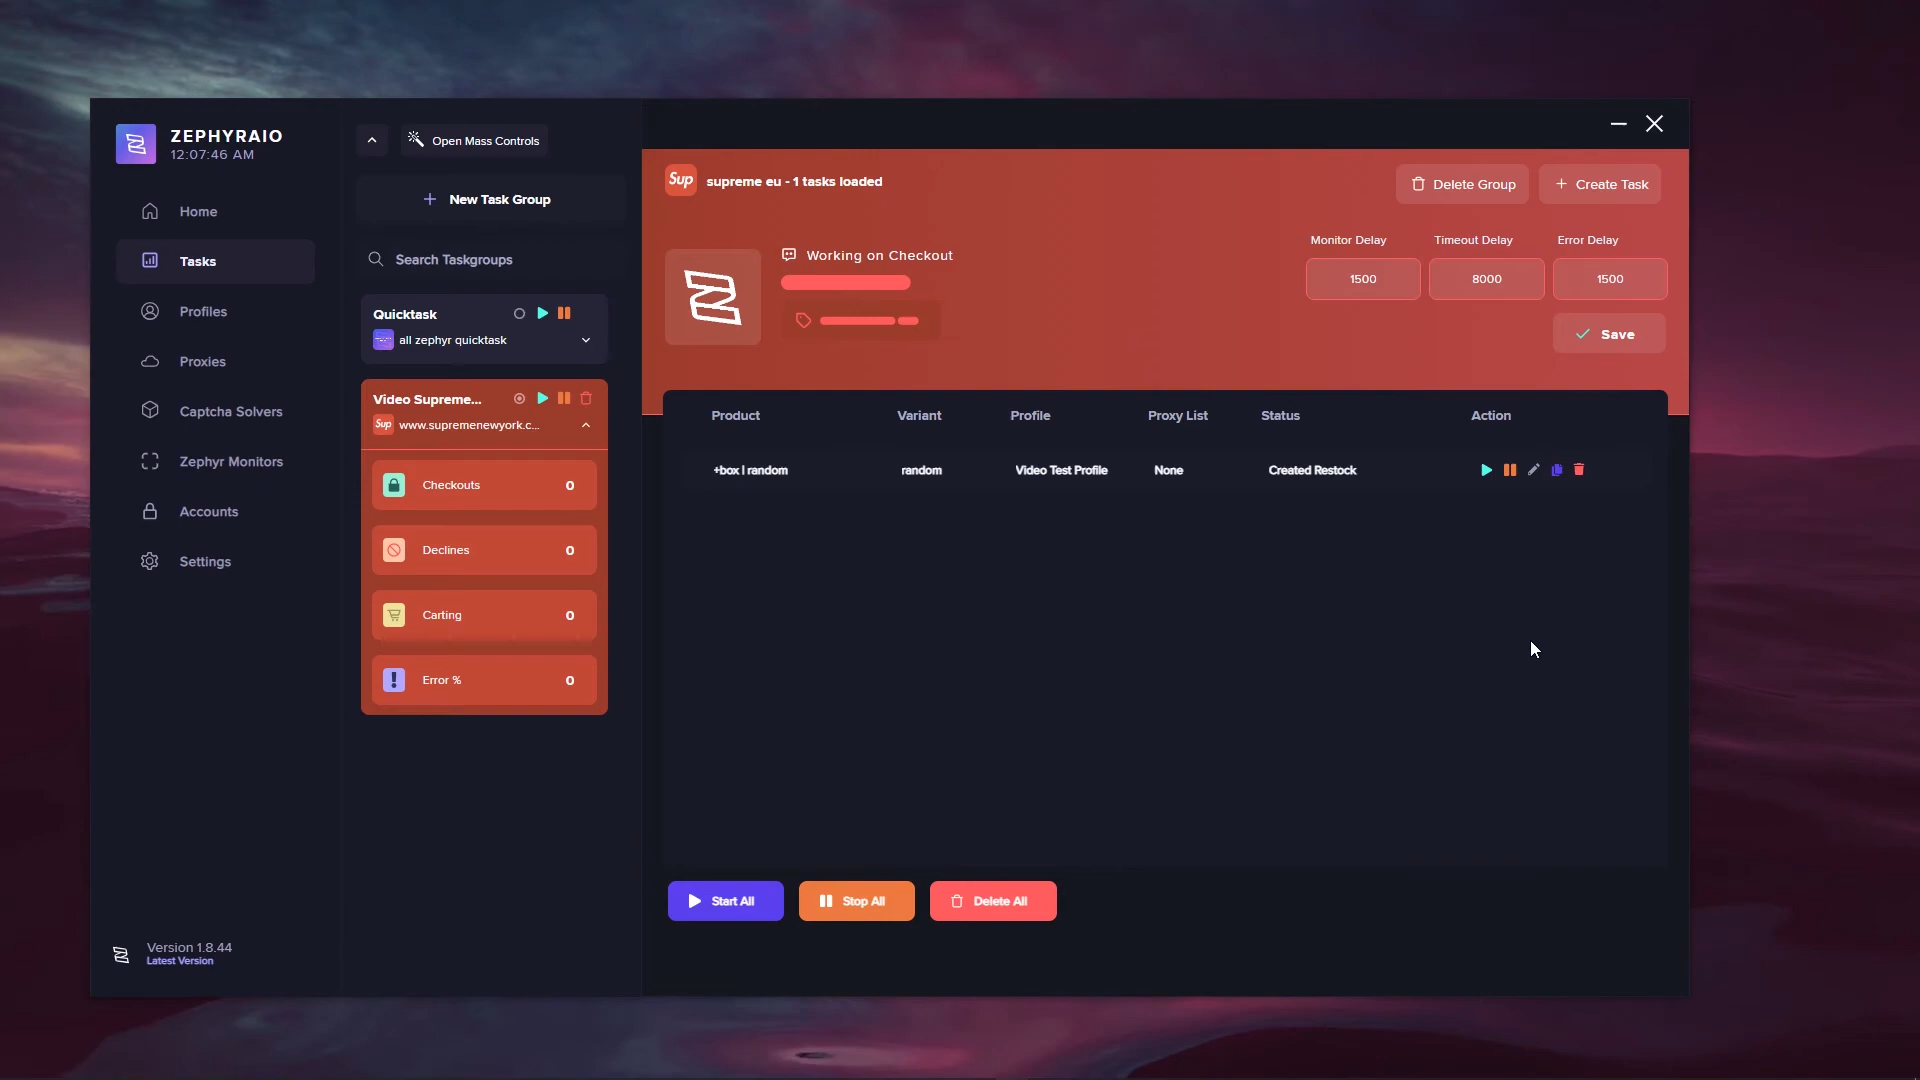 ZEPHYRAIO
12:07:46 AM
Home
Tasks
Profiles
Proxies
Captcha Solvers
Zephyr Monitors
Accounts
Settings
Version 1.8.44
Latest Version
Open Mass Controls
+ New Task Group
Search Taskgroups
Quicktask
all zephyr quicktask
Video Supreme...
Sup www.supremenewyork.c...
Checkouts 0
Declines 0
Carting 0
Error % 0
Sup supreme eu - 1 tasks loaded
Delete Group
+ Create Task
Working on Checkout
Monitor Delay Timeout Delay Error Delay
1500 8000 1500
Save
Product Variant Profile Proxy List Status Action
+box | random random Video Test Profile None Created Restock
Start All Stop All Delete All